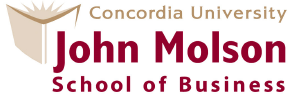 Concordia University
John Molson
School of Business